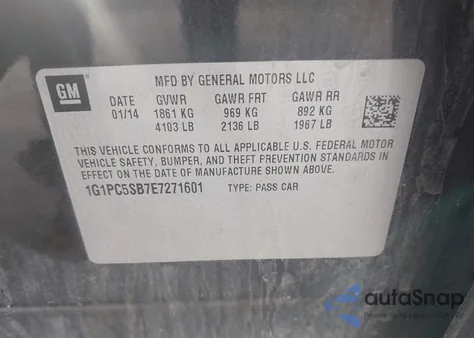 GM
MFD BY GENERAL MOTORS LLC
DATE GVWR GAWR FRT GAWR RR
01/14 1861 KG 969 KG 892 KG
4103 LB 2136 LB 1967 LB
THIS VEHICLE CONFORMS TO ALL APPLICABLE U.S. FEDERAL MOTOR
VEHICLE SAFETY, BUMPER, AND THEFT PREVENTION STANDARDS IN
EFFECT ON THE DATE OF MANUFACTURE SHOWN ABOVE.
1G1PC5SB7E7271601 TYPE: PASS CAR
autoSnap